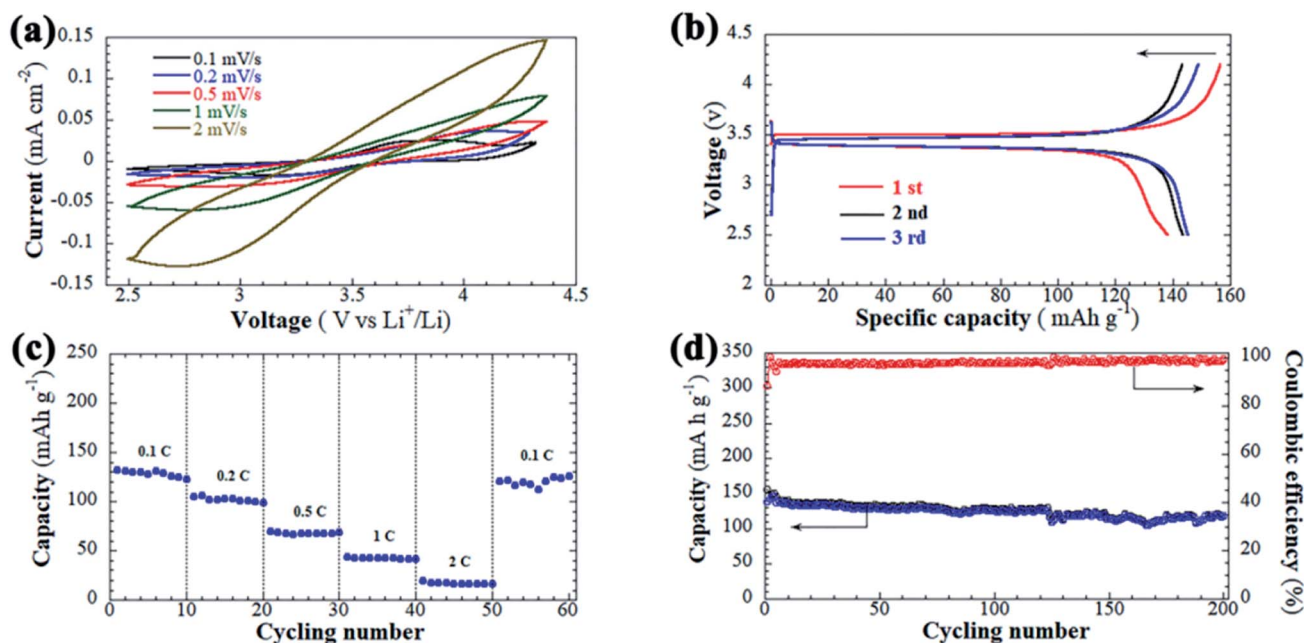 (a)
0.15
0.1
0.05
0
-0.05
-0.1
-0.15
Current (mA cm-2)
0.1 mV/s
0.2 mV/s
0.5 mV/s
1 mV/s
2 mV/s
2.5 3 3.5 4 4.5
Voltage ( V vs Li+/Li)
(b)
4.5
4
3.5
3
2.5
2
Voltage (v)
1 st
2 nd
3 rd
0 20 40 60 80 100 120 140 160
Specific capacity ( mAh g-1)
(c)
250
200
150
100
50
0
Capacity (mAh g-1)
0.1 C
0.2 C
0.5 C
1 C
2 C
0.1 C
0 10 20 30 40 50 60
Cycling number
(d)
350
300
250
200
150
100
50
0
Capacity (mA h g-1)
100
80
60
40
20
0
Coulombic efficiency (%)
0 50 100 150 200
Cycling number